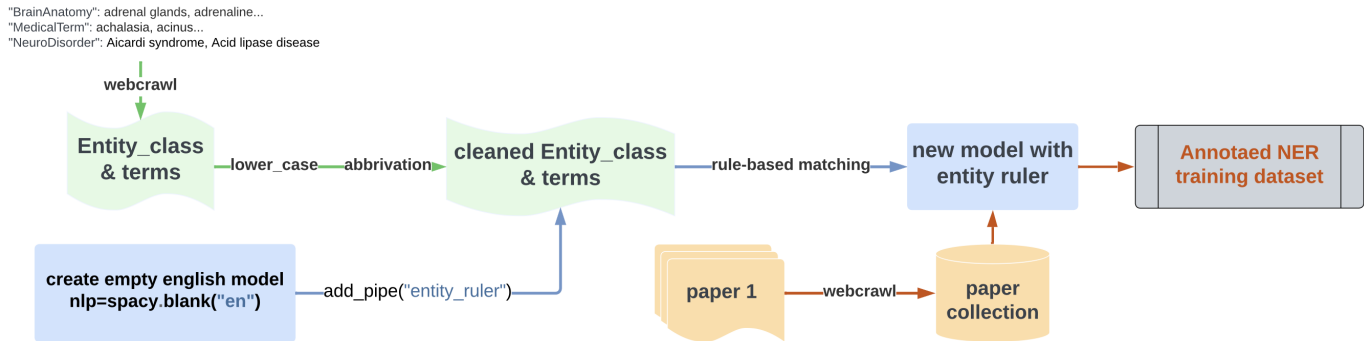 "BrainAnatomy": adrenal glands, adrenaline...
"MedicalTerm": achalasia, acinus...
"NeuroDisorder": Aicardi syndrome, Acid lipase disease
webcrawl
Entity_class
& terms
lower_case
abbrivation
cleaned Entity_class
& terms
rule-based matching
new model with
entity ruler
Annotaed NER
training dataset
create empty english model
nlp=spacy.blank("en")
add_pipe("entity_ruler")
paper 1
webcrawl
paper
collection